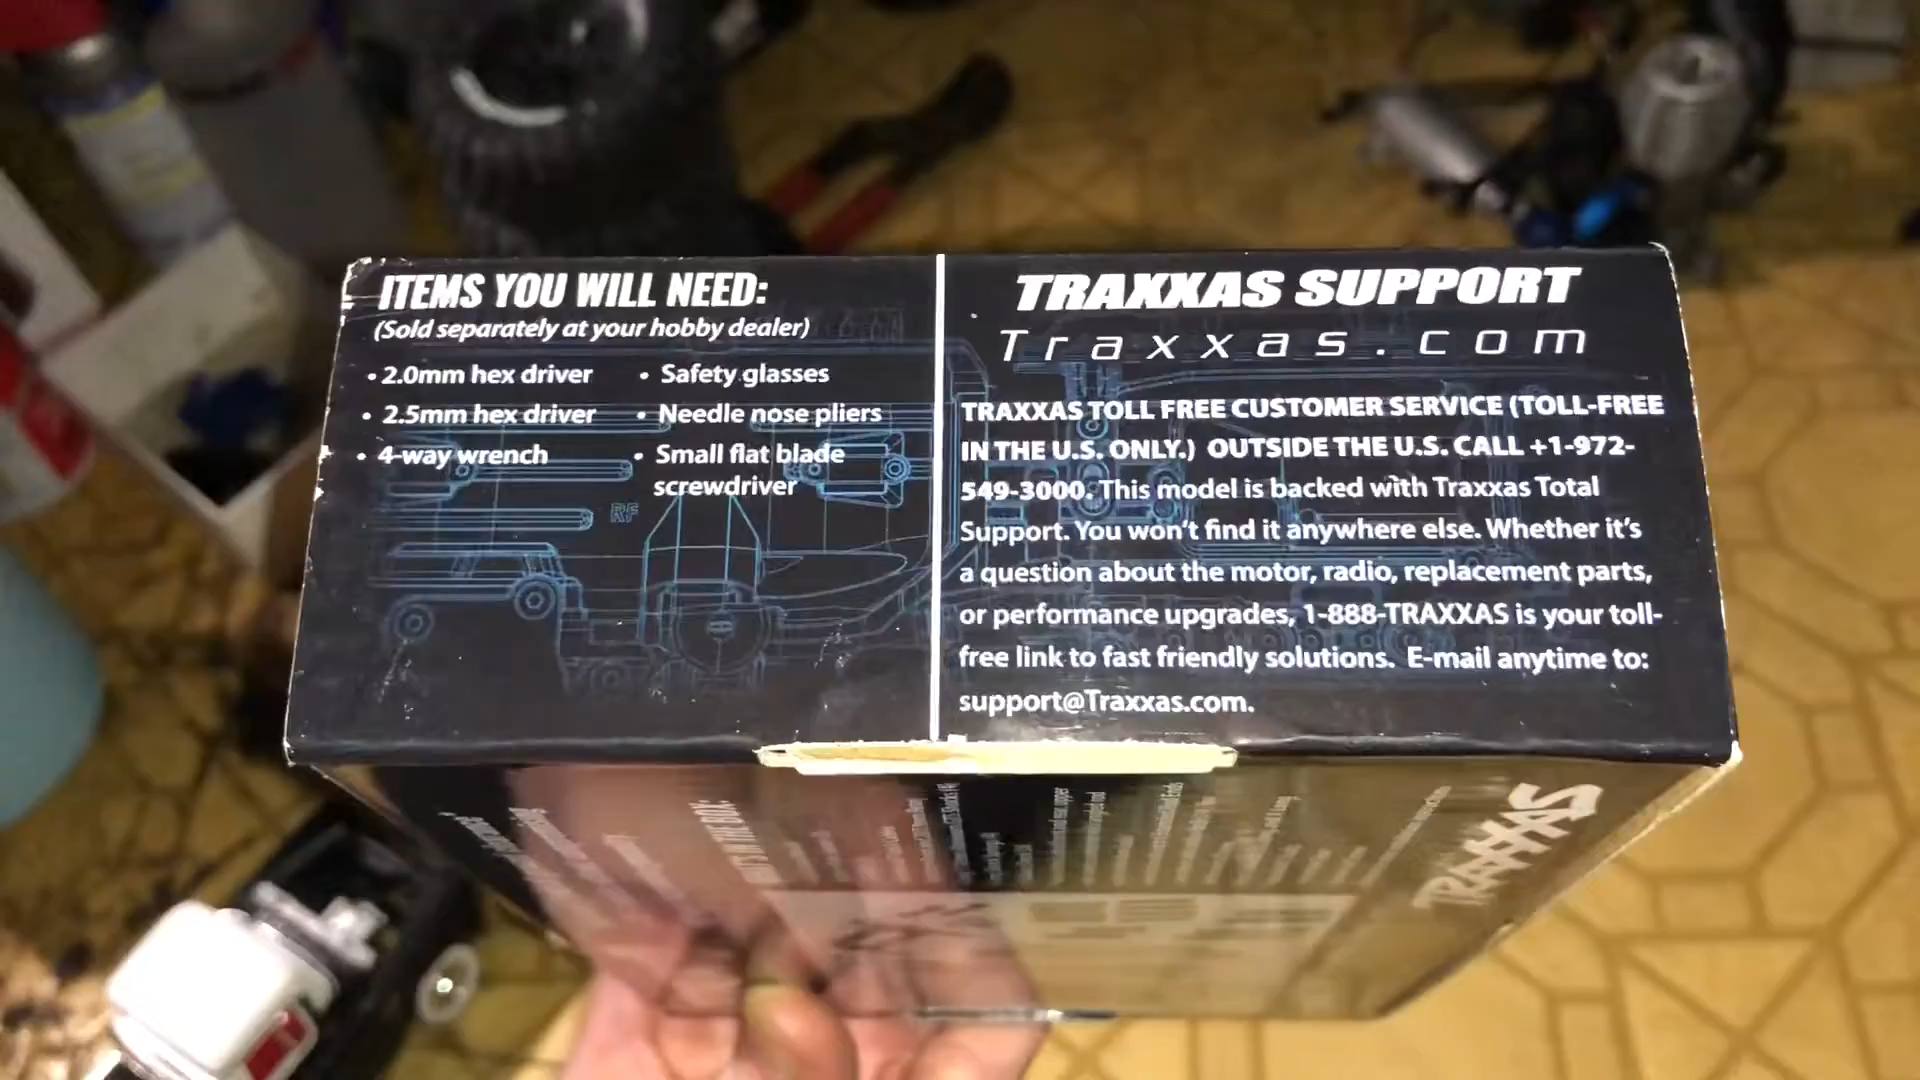 ITEMS YOU WILL NEED:
(Sold separately at your hobby dealer)
• 2.0mm hex driver
• 2.5mm hex driver
• 4-way wrench
• Safety glasses
• Needle nose pliers
• Small flat blade
screwdriver
RF
TRAXXAS SUPPORT
Traxxas.com
TRAXXAS TOLL FREE CUSTOMER SERVICE (TOLL-FREE
IN THE U.S. ONLY.) OUTSIDE THE U.S. CALL +1-972-
549-3000. This model is backed with Traxxas Total
Support. You won't find it anywhere else. Whether it's
a question about the motor, radio, replacement parts,
or performance upgrades, 1-888-TRAXXAS is your toll-
free link to fast friendly solutions. E-mail anytime to:
support@Traxxas.com.
TRAXXAS